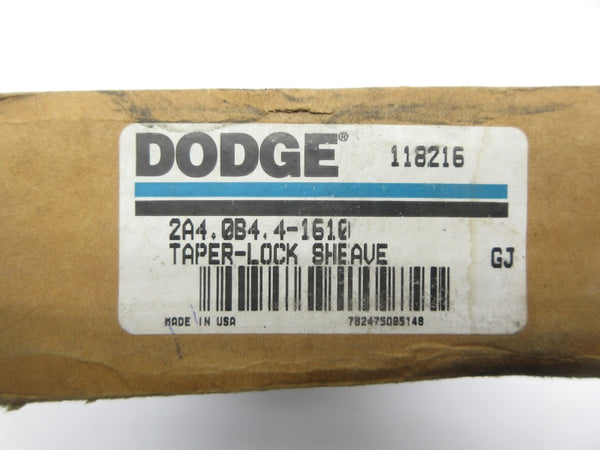 DODGE® 118216
2A4.0B4.4-1610
TAPER-LOCK SHEAVE GJ
MADE IN USA 782475085148